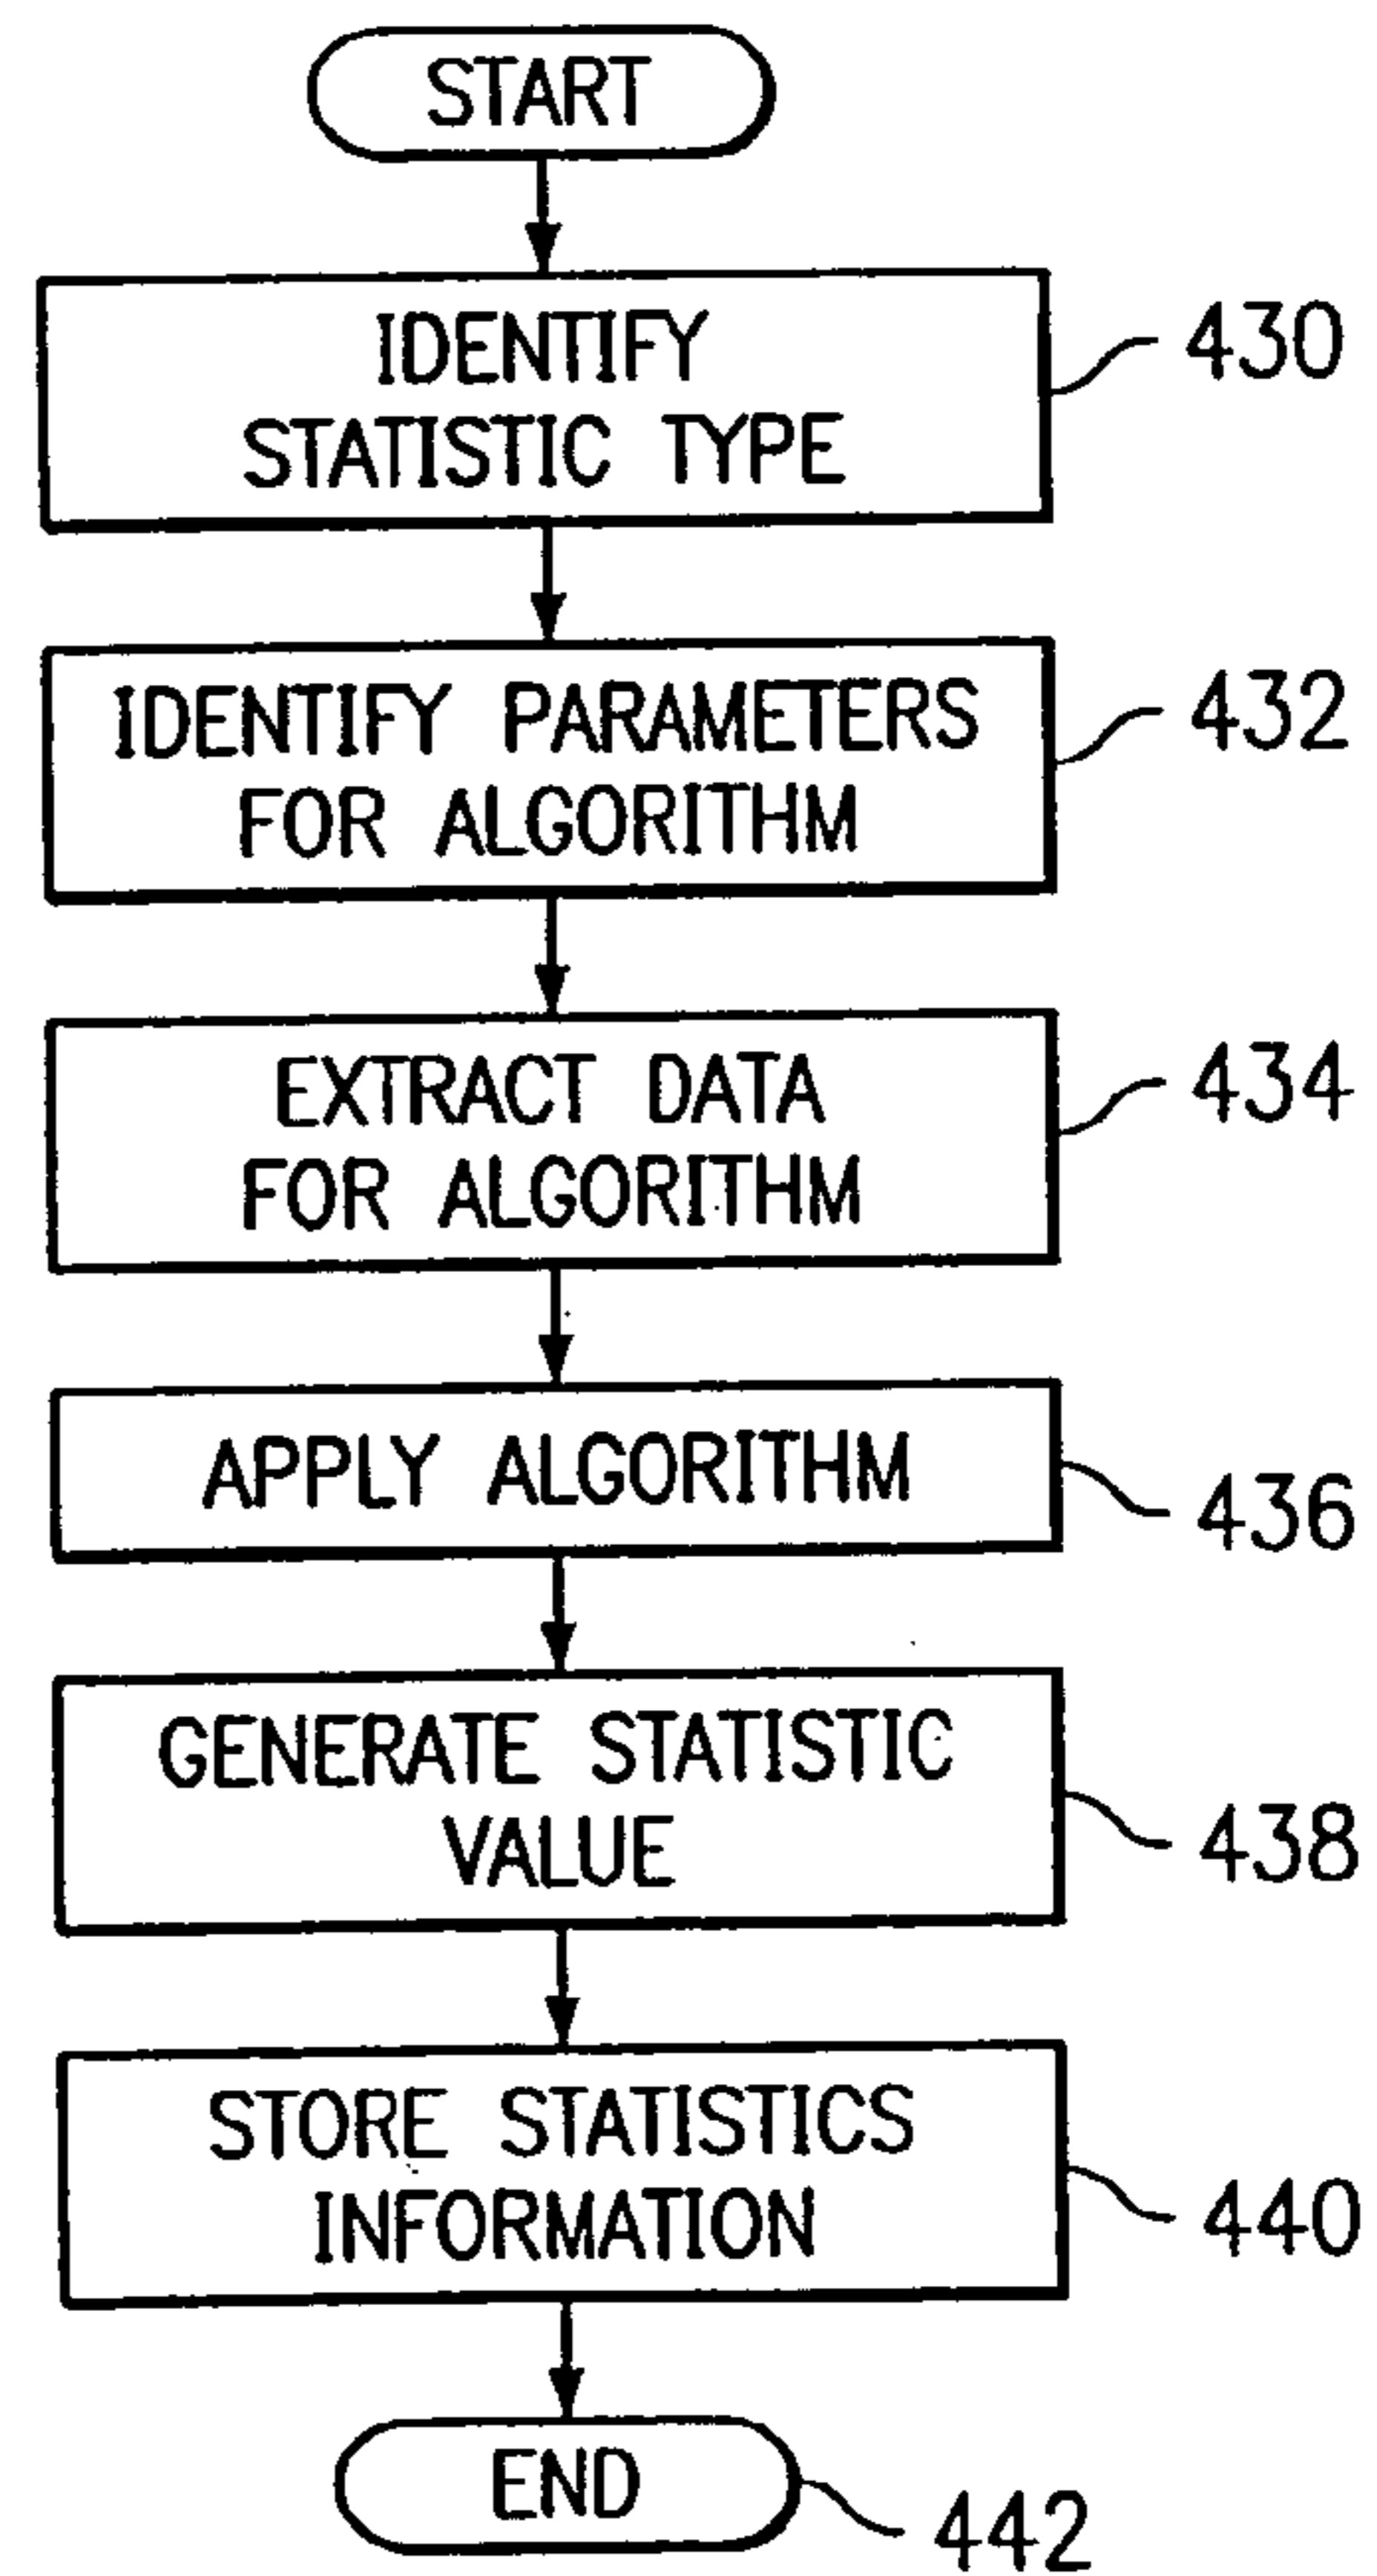 START
IDENTIFY
STATISTIC TYPE
430
IDENTIFY PARAMETERS
FOR ALGORITHM
432
EXTRACT DATA
FOR ALGORITHM
434
APPLY ALGORITHM
436
GENERATE STATISTIC
VALUE
438
STORE STATISTICS
INFORMATION
440
END
442